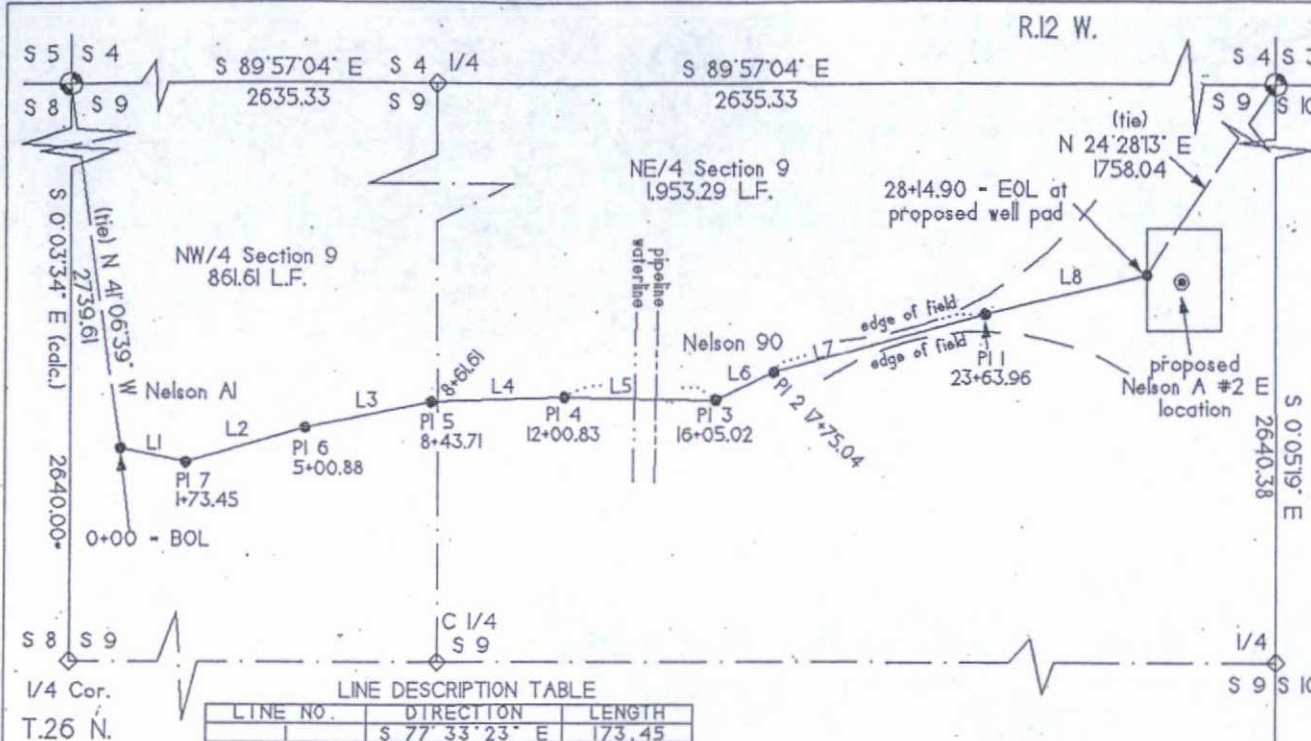 R.12 W.
S 5 S 4
S 8 S 9
S 89°57'04" E
2635.33
S 4 1/4
S 9
S 89°57'04" E
2635.33
S 4
S 9
S 10
(tie)
N 24°28'13" E
1758.04
NE/4 Section 9
1,953.29 L.F.
28+14.90 - EOL at
proposed well pad
NW/4 Section 9
861.61 L.F.
(tie) N 41°06'39" W
2739.61
S 0°03'34" E (calc.)
2640.00*
waterline
pipeline
Nelson A1
Nelson 90
edge of field
edge of field
L1
L2
L3
L4
L5
L6
L7
L8
8+61.61
PI 7
1+73.45
PI 6
5+00.88
PI 5
8+43.71
PI 4
12+00.83
PI 3
16+05.02
PI 2 17+75.04
PI 1
23+63.96
proposed
Nelson A #2 E
location
S 0°05'19" E
2640.38
0+00 - BOL
S 8 S 9
1/4 Cor.
C 1/4
S 9
1/4
S 9 S 10
T.26 N.
LINE DESCRIPTION TABLE
LINE NO. DIRECTION LENGTH
1 S 77°33'23" E 173.45